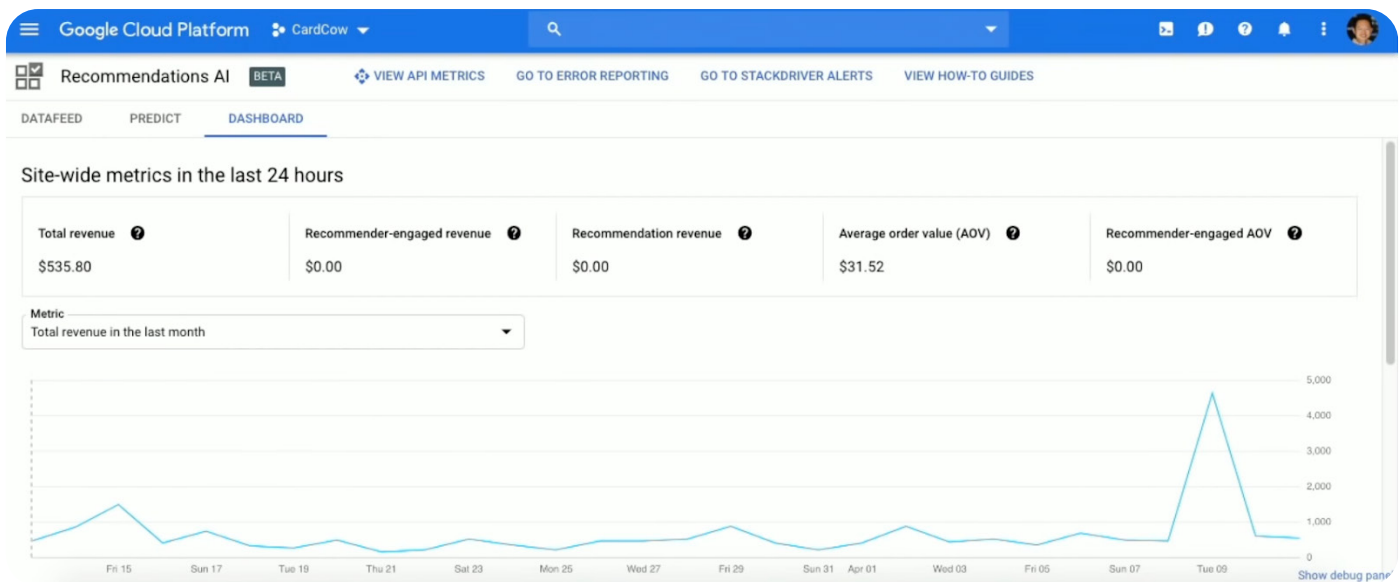 Google Cloud Platform CardCow
Recommendations AI BETA VIEW API METRICS GO TO ERROR REPORTING GO TO STACKDRIVER ALERTS VIEW HOW-TO GUIDES
DATAFEED PREDICT DASHBOARD
Site-wide metrics in the last 24 hours
Total revenue ? Recommender-engaged revenue ? Recommendation revenue ? Average order value (AOV) ? Recommender-engaged AOV ?
$535.80 $0.00 $0.00 $31.52 $0.00
Metric
Total revenue in the last month
5,000
4,000
3,000
2,000
1,000
0
Fri 15 Sun 17 Tue 19 Thu 21 Sat 23 Mon 25 Wed 27 Fri 29 Sun 31 Apr 01 Wed 03 Fri 05 Sun 07 Tue 09
Show debug panel